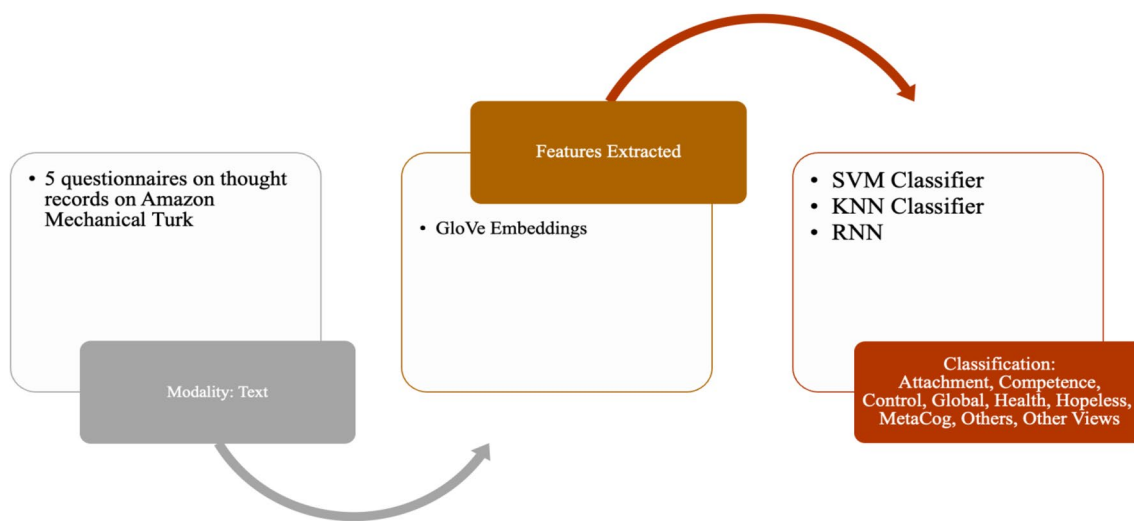 • 5 questionnaires on thought
records on Amazon
Mechanical Turk
Modality: Text
Features Extracted
• GloVe Embeddings
• SVM Classifier
• KNN Classifier
• RNN
Classification:
Attachment, Competence,
Control, Global, Health, Hopeless,
MetaCog, Others, Other Views